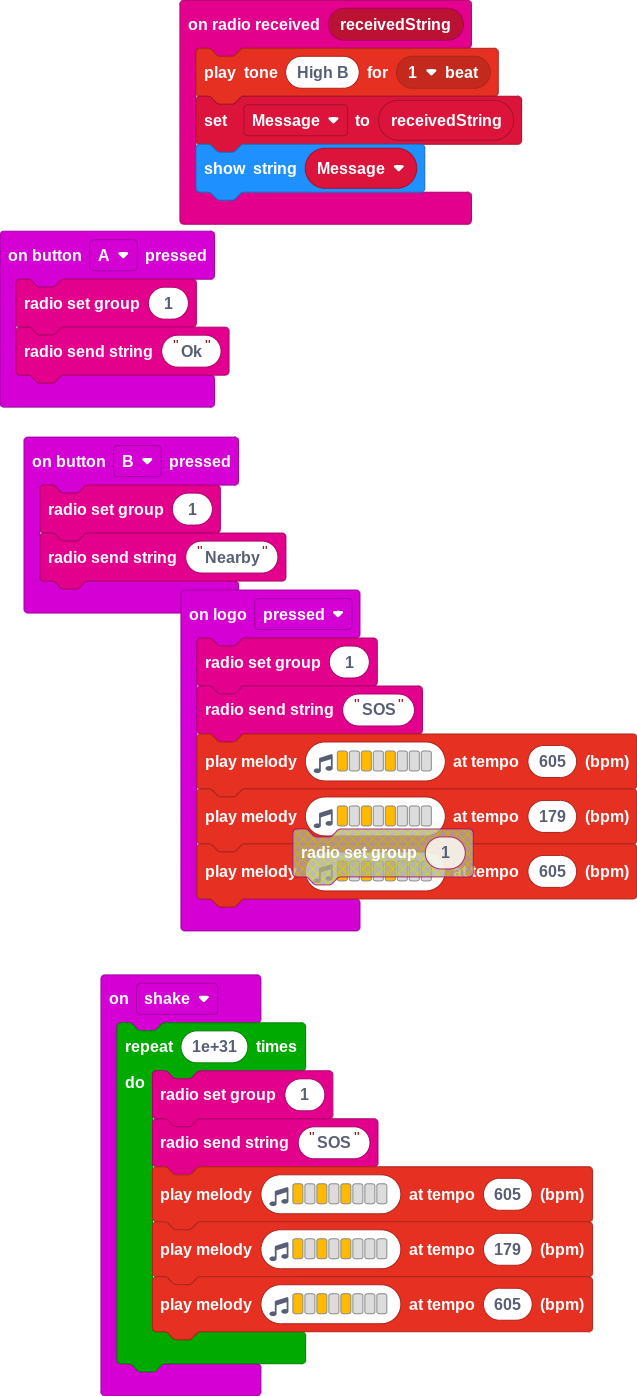 on radio received receivedString
play tone High B for 1 beat
set Message to receivedString
show string Message
on button A pressed
radio set group 1
radio send string "Ok"
on button B pressed
radio set group 1
radio send string "Nearby"
on logo pressed
radio set group 1
radio send string "SOS"
play melody at tempo 605 (bpm)
play melody at tempo 179 (bpm)
radio set group 1
play melody at tempo 605 (bpm)
on shake
repeat 1e+31 times
do
radio set group 1
radio send string "SOS"
play melody at tempo 605 (bpm)
play melody at tempo 179 (bpm)
play melody at tempo 605 (bpm)